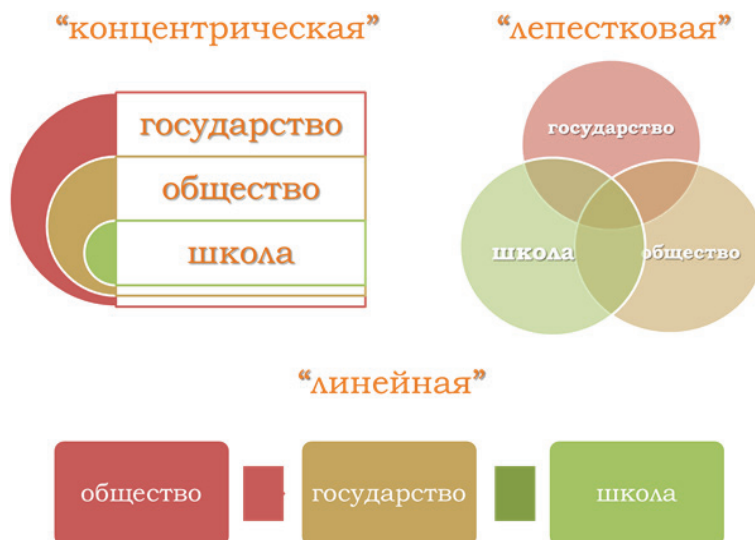 “концентрическая”
государство
общество
школа
“лепестковая”
государство
школа
общество
“линейная”
общество
государство
школа